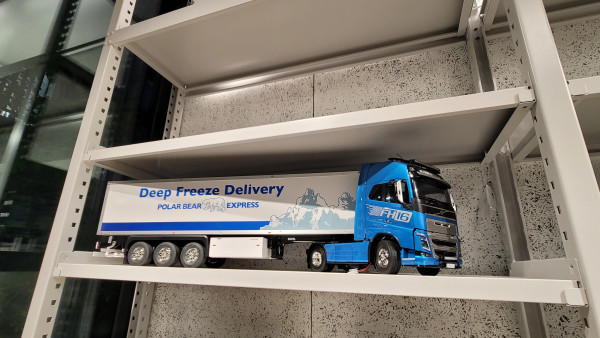 Deep Freeze Delivery
POLAR BEAR EXPRESS
FH16